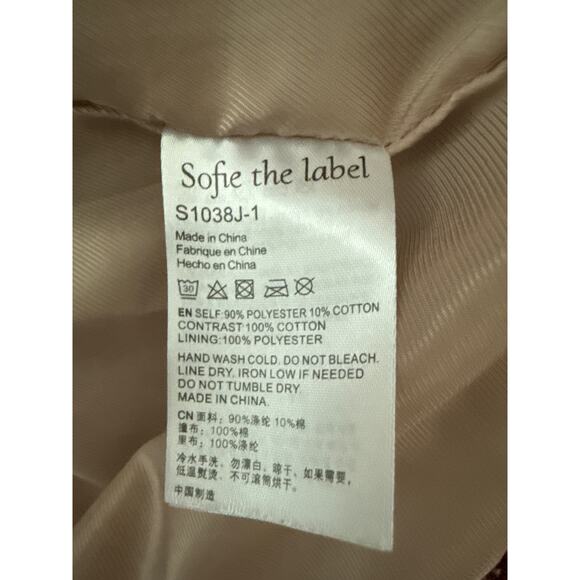 Sofie the label
S1038J-1
Made in China
Fabrique en Chine
Hecho en China
30
EN SELF:90% POLYESTER 10% COTTON
CONTRAST:100% COTTON
LINING:100% POLYESTER
HAND WASH COLD. DO NOT BLEACH.
LINE DRY. IRON LOW IF NEEDED
DO NOT TUMBLE DRY.
MADE IN CHINA.
CN 面料：90%涤纶 10%棉
撞布：100%棉
里布：100%涤纶
冷水手洗、勿漂白、晾干、如果需要,
低温熨烫、不可滚筒烘干。
中国制造